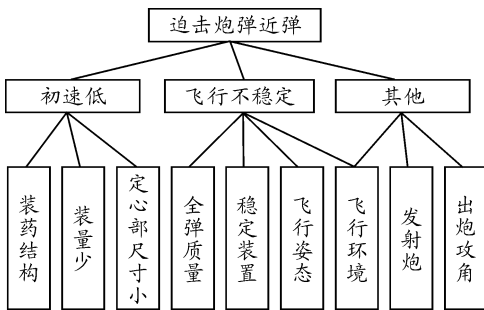 迫击炮弹近弹
初速低
飞行不稳定
其他
装药结构
装量少
定心部尺寸小
全弹质量
稳定装置
飞行姿态
飞行环境
发射炮
出炮攻角